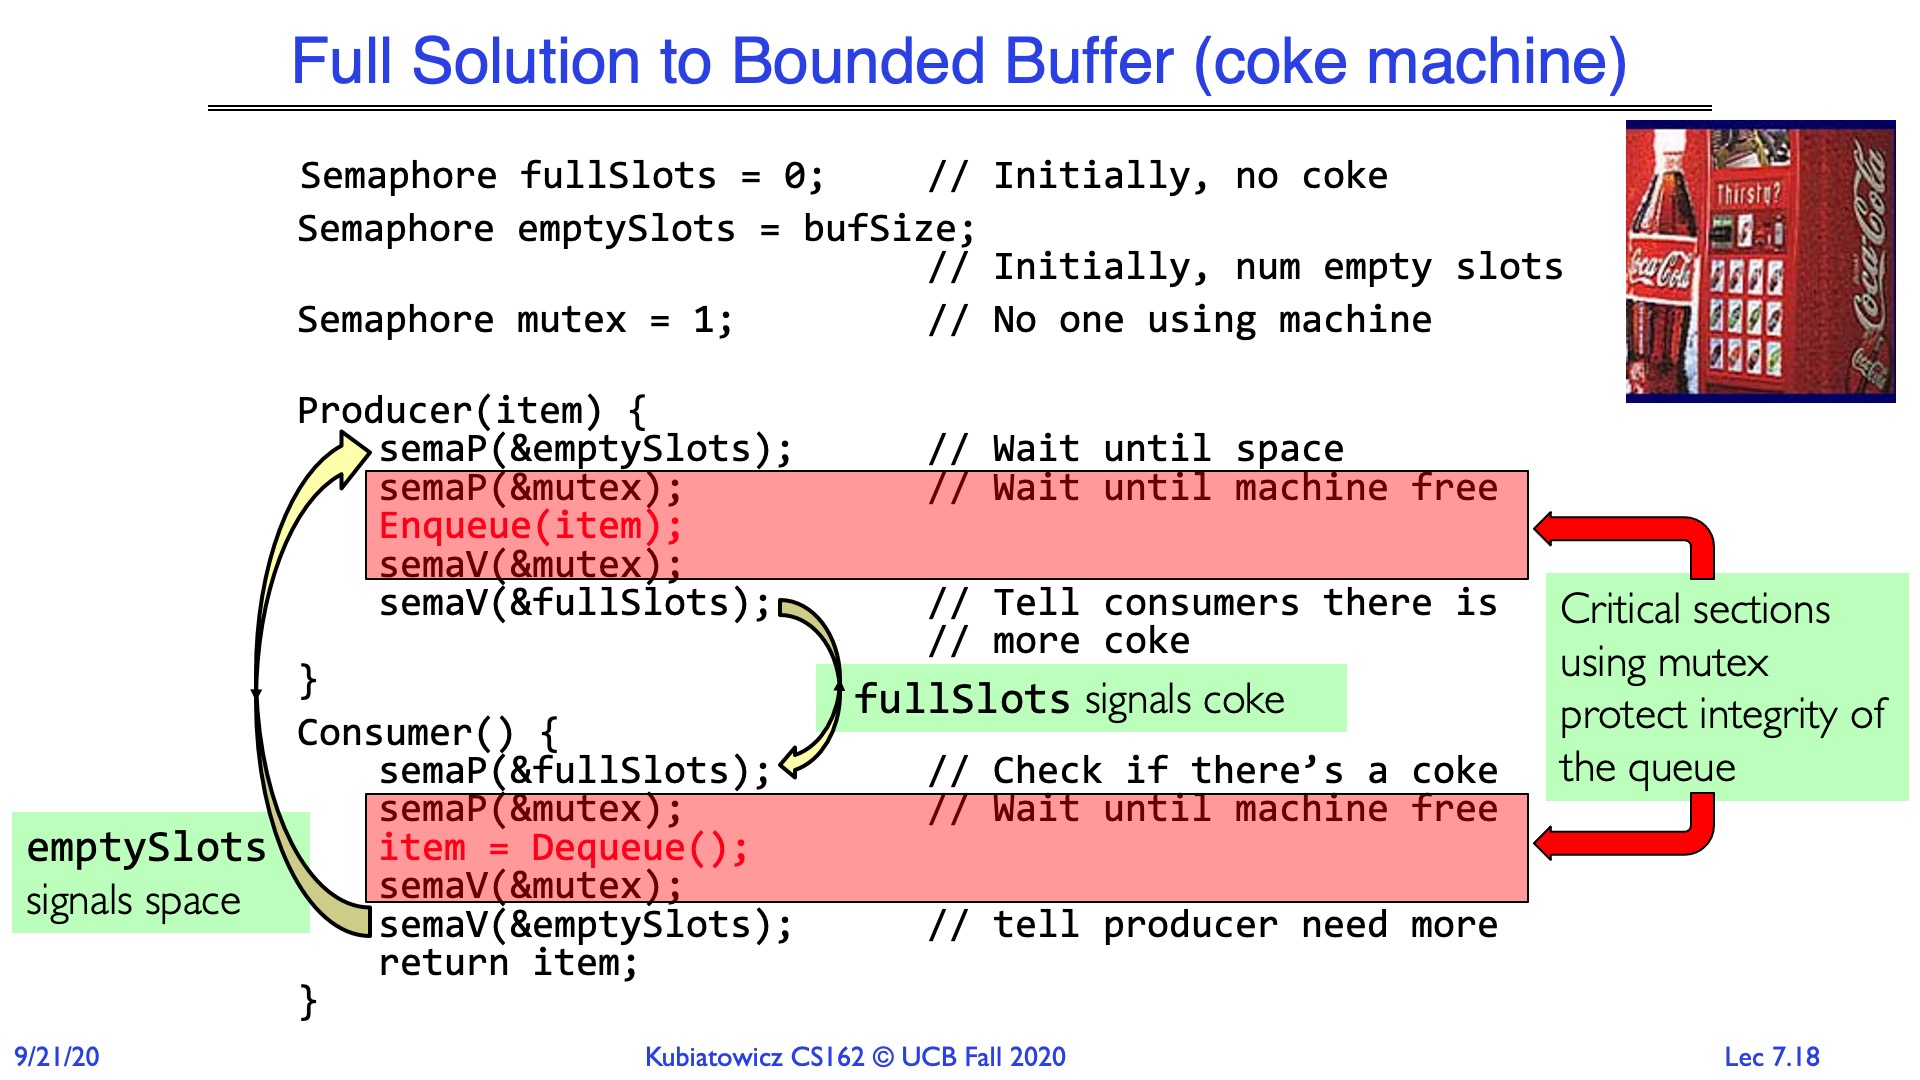 Full Solution to Bounded Buffer (coke machine)
Semaphore fullSlots = 0; // Initially, no coke
Semaphore emptySlots = bufSize;
// Initially, num empty slots
Semaphore mutex = 1; // No one using machine
Thirsty?
Coca-Cola
Coca-Cola
Coca-Cola
Producer(item) {
semaP(&emptySlots); // Wait until space
semaP(&mutex); // Wait until machine free
Enqueue(item);
semaV(&mutex);
semaV(&fullSlots); // Tell consumers there is
// more coke
}
fullSlots signals coke
Critical sections
using mutex
protect integrity of
the queue
Consumer() {
semaP(&fullSlots); // Check if there’s a coke
semaP(&mutex); // Wait until machine free
item = Dequeue();
semaV(&mutex);
semaV(&emptySlots); // tell producer need more
return item;
}
emptySlots
signals space
9/21/20
Kubiatowicz CS162 © UCB Fall 2020
Lec 7.18